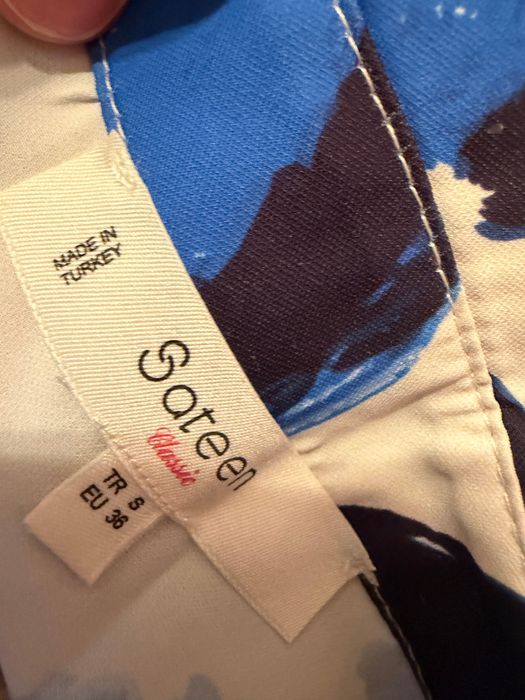 MADE IN
TURKEY
Sateen
Classic
TR S
EU 36